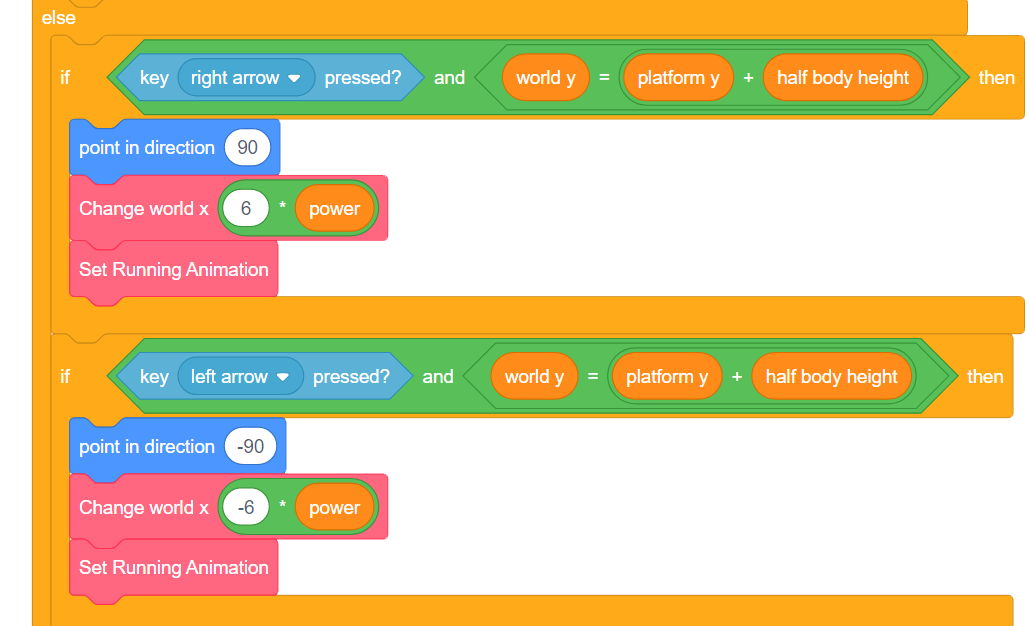 else
if key right arrow pressed? and world y = platform y + half body height then
point in direction 90
Change world x 6 * power
Set Running Animation
if key left arrow pressed? and world y = platform y + half body height then
point in direction -90
Change world x -6 * power
Set Running Animation